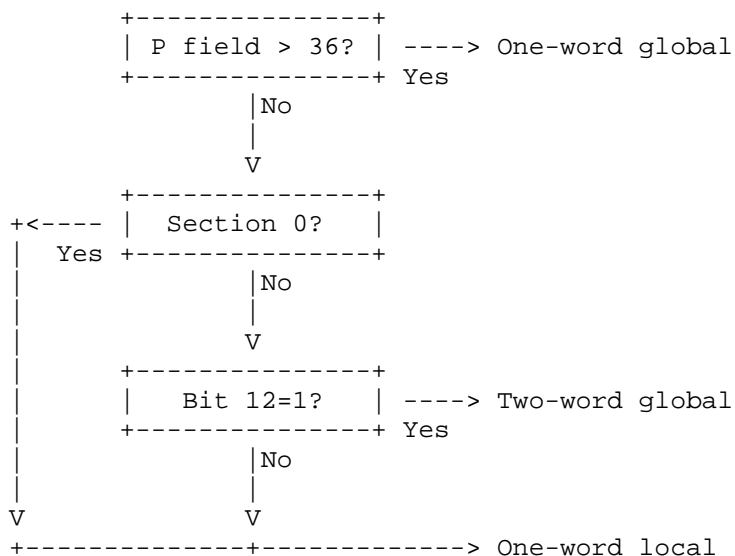 P field > 36? ----> One-word global
Yes
No
V
Section 0?
Yes
No
V
Bit 12=1? ----> Two-word global
Yes
No
V V
One-word local